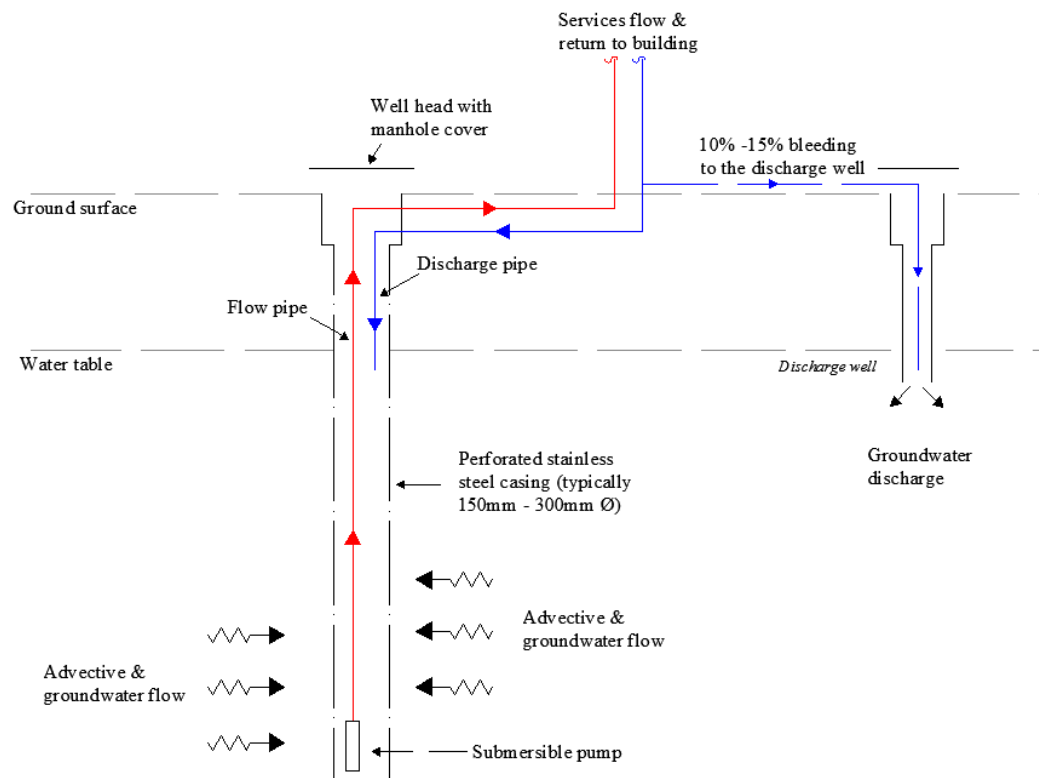 Services flow &
return to building
Well head with
manhole cover
10% -15% bleeding
to the discharge well
Ground surface
Discharge pipe
Flow pipe
Water table
Discharge well
Groundwater
discharge
Perforated stainless
steel casing (typically
150mm - 300mm Ø)
Advective &
groundwater flow
Advective &
groundwater flow
Submersible pump